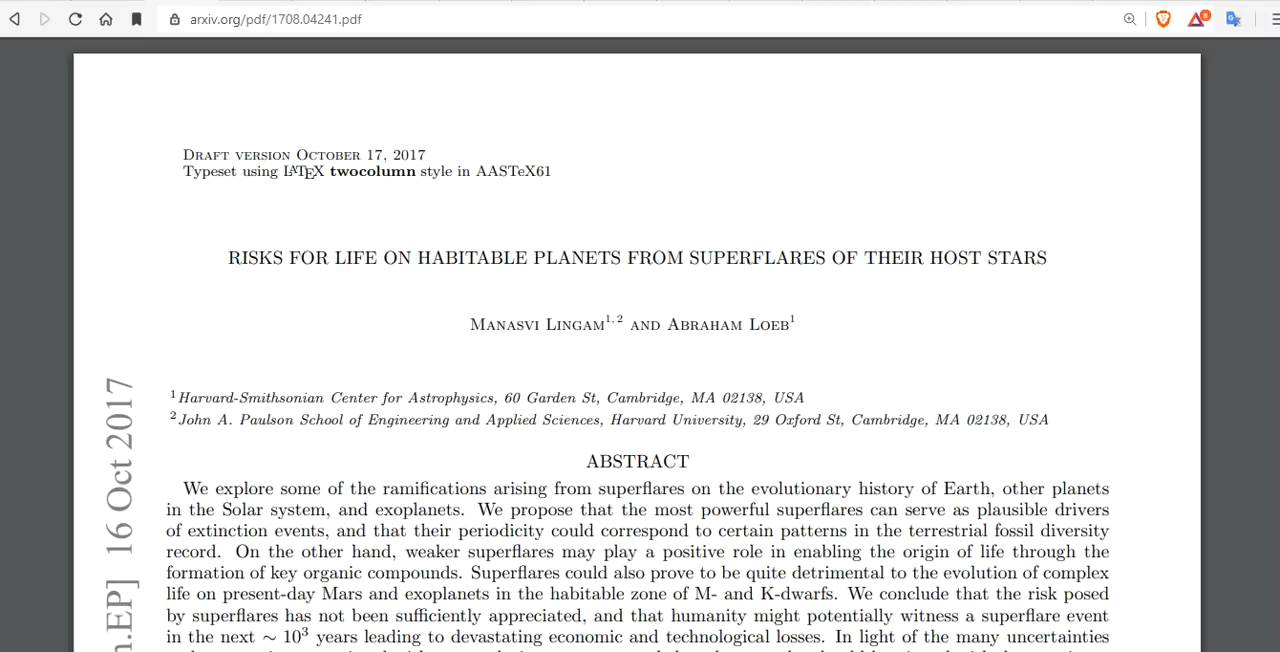 arxiv.org/pdf/1708.04241.pdf
8
DRAFT VERSION OCTOBER 17, 2017
Typeset using LATEX twocolumn style in AASTeX61
RISKS FOR LIFE ON HABITABLE PLANETS FROM SUPERFLARES OF THEIR HOST STARS
MANASVI LINGAM1,2 AND ABRAHAM LOEB1
1Harvard-Smithsonian Center for Astrophysics, 60 Garden St, Cambridge, MA 02138, USA
2John A. Paulson School of Engineering and Applied Sciences, Harvard University, 29 Oxford St, Cambridge, MA 02138, USA
ABSTRACT
We explore some of the ramifications arising from superflares on the evolutionary history of Earth, other planets
in the Solar system, and exoplanets. We propose that the most powerful superflares can serve as plausible drivers
of extinction events, and that their periodicity could correspond to certain patterns in the terrestrial fossil diversity
record. On the other hand, weaker superflares may play a positive role in enabling the origin of life through the
formation of key organic compounds. Superflares could also prove to be quite detrimental to the evolution of complex
life on present-day Mars and exoplanets in the habitable zone of M- and K-dwarfs. We conclude that the risk posed
by superflares has not been sufficiently appreciated, and that humanity might potentially witness a superflare event
in the next ∼ 10³ years leading to devastating economic and technological losses. In light of the many uncertainties
n.EP] 16 Oct 2017